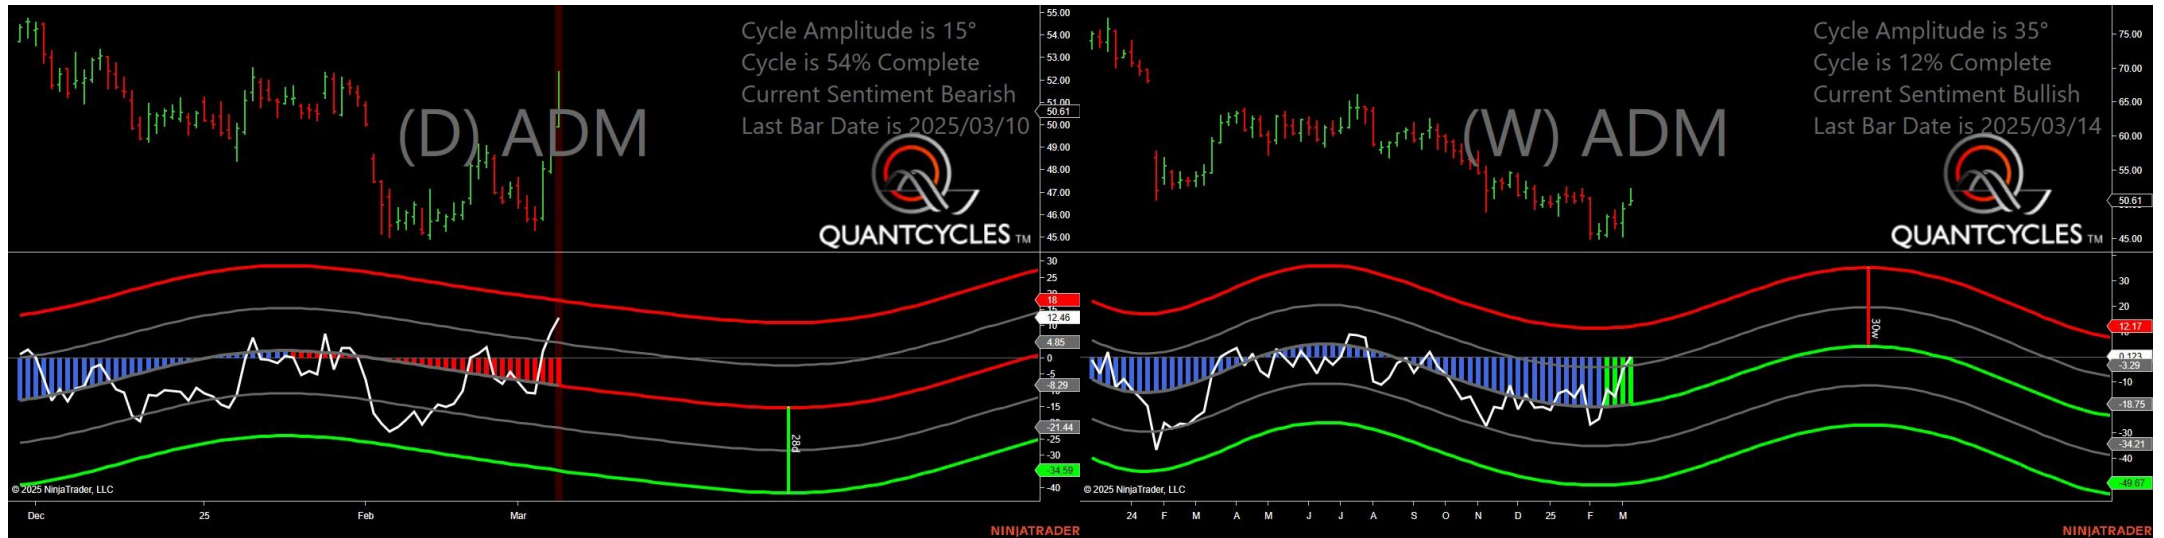 Cycle Amplitude is 15°
Cycle is 54% Complete
Current Sentiment Bearish
Last Bar Date is 2025/03/10
(D) ADM
QUANTCYCLES TM
55.00
54.00
53.00
52.00
51.00
50.61
50.00
49.00
48.00
47.00
46.00
45.00
30
25
18
12.46
10
4.85
0
-5
-8.29
-15
-21.44
-25
-30
-34.59
-40
28d
© 2025 NinjaTrader, LLC
Dec 25 Feb Mar
NINJATRADER
Cycle Amplitude is 35°
Cycle is 12% Complete
Current Sentiment Bullish
Last Bar Date is 2025/03/14
(W) ADM
QUANTCYCLES TM
75.00
70.00
65.00
60.00
55.00
50.61
45.00
30
20
12.17
0.123
-3.29
-10
-18.75
-30
-34.21
-40
-49.67
30w
© 2025 NinjaTrader, LLC
24 F M A M J J A S O N D 25 F M
NINJATRADER